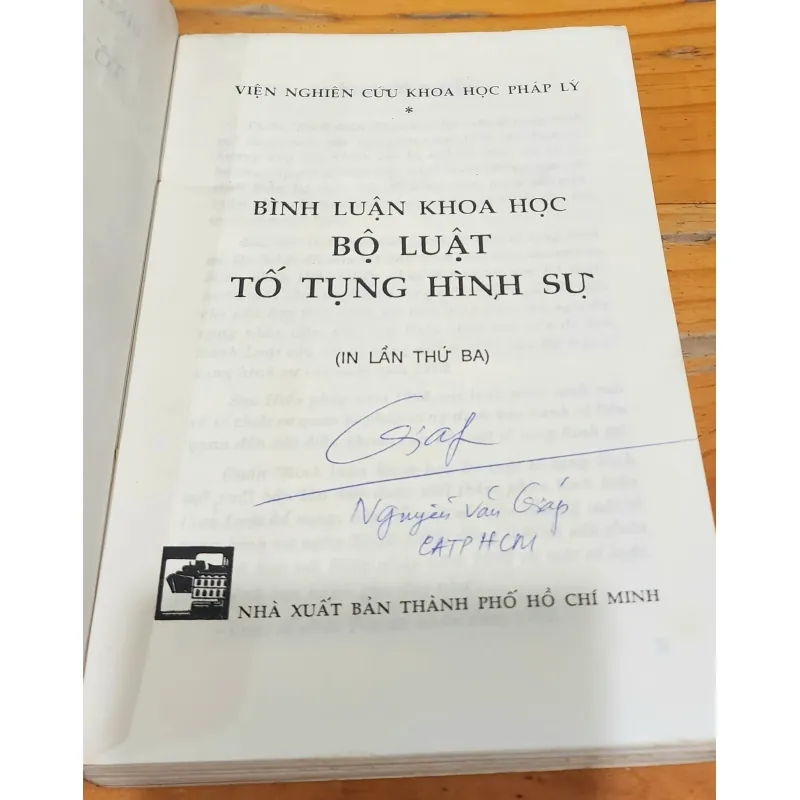 VIỆN NGHIÊN CỨU KHOA HỌC PHÁP LÝ
*
BÌNH LUẬN KHOA HỌC
BỘ LUẬT
TỐ TỤNG HÌNH SỰ
(IN LẦN THỨ BA)
Giáp
Nguyễn Văn Giáp
CATP HCM
NHÀ XUẤT BẢN THÀNH PHỐ HỒ CHÍ MINH